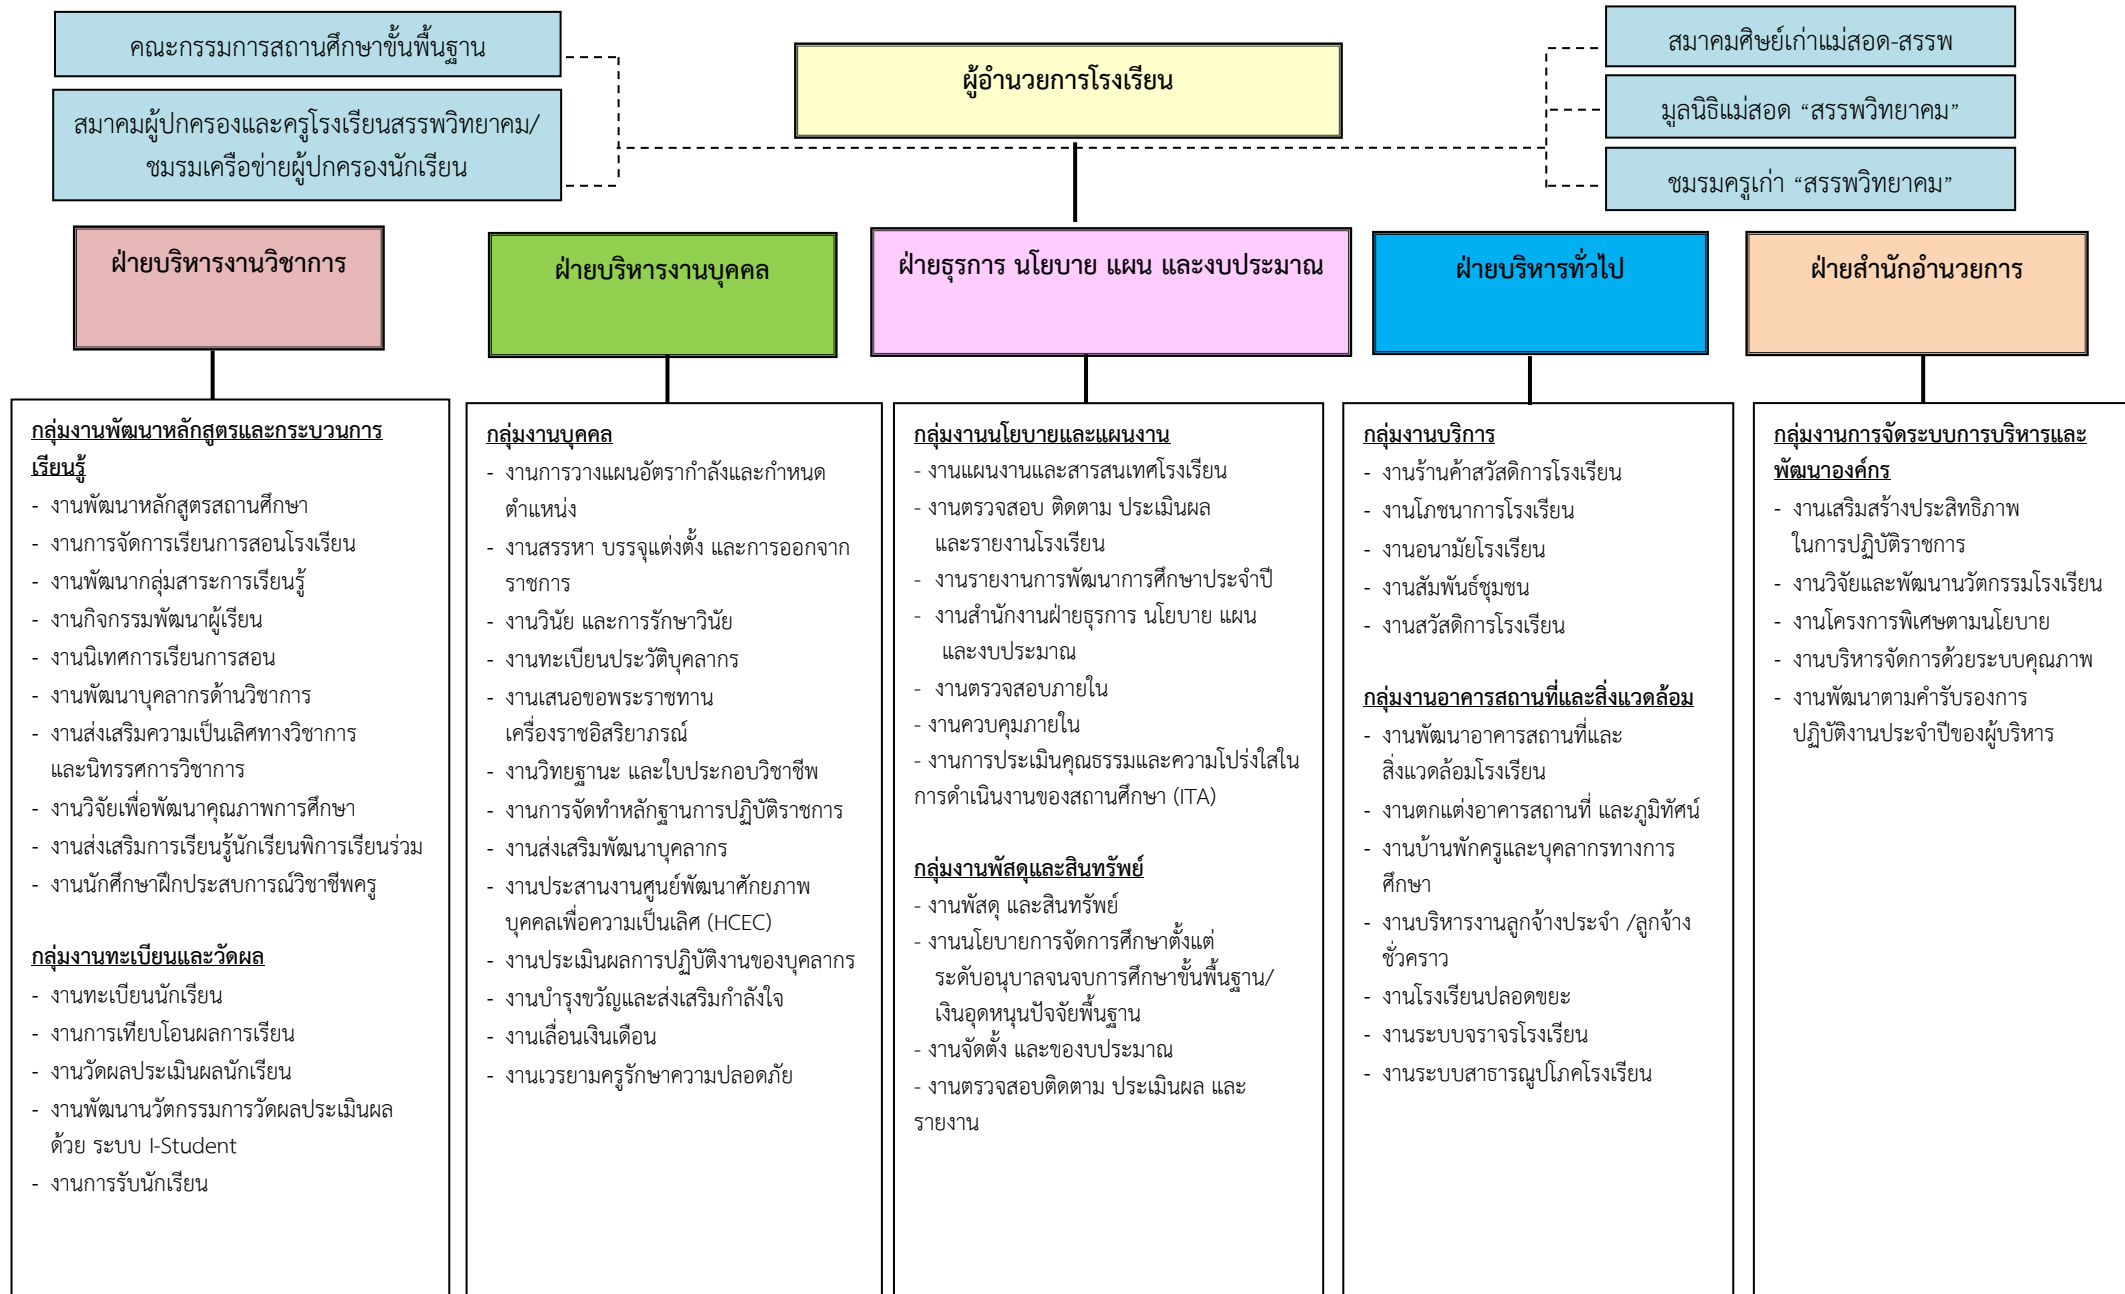 คณะกรรมการสถานศึกษาขั้นพื้นฐาน
สมาคมผู้ปกครองและครูโรงเรียนสรรพวิทยาคม/
ชมรมเครือข่ายผู้ปกครองนักเรียน
ผู้อำนวยการโรงเรียน
สมาคมศิษย์เก่าแม่สอด-สรรพ
มูลนิธิแม่สอด “สรรพวิทยาคม”
ชมรมครูเก่า “สรรพวิทยาคม”
ฝ่ายบริหารงานวิชาการ
ฝ่ายบริหารงานบุคคล
ฝ่ายธุรการ นโยบาย แผน และงบประมาณ
ฝ่ายบริหารทั่วไป
ฝ่ายสำนักอำนวยการ
กลุ่มงานพัฒนาหลักสูตรและกระบวนการ
เรียนรู้
- งานพัฒนาหลักสูตรสถานศึกษา
- งานการจัดการเรียนการสอนโรงเรียน
- งานพัฒนากลุ่มสาระการเรียนรู้
- งานกิจกรรมพัฒนาผู้เรียน
- งานนิเทศการเรียนการสอน
- งานพัฒนาบุคลากรด้านวิชาการ
- งานส่งเสริมความเป็นเลิศทางวิชาการ
และนิทรรศการวิชาการ
- งานวิจัยเพื่อพัฒนาคุณภาพการศึกษา
- งานส่งเสริมการเรียนรู้นักเรียนพิการเรียนร่วม
- งานนักศึกษาฝึกประสบการณ์วิชาชีพครู
กลุ่มงานทะเบียนและวัดผล
- งานทะเบียนนักเรียน
- งานการเทียบโอนผลการเรียน
- งานวัดผลประเมินผลนักเรียน
- งานพัฒนานวัตกรรมการวัดผลประเมินผล
ด้วย ระบบ I-Student
- งานการรับนักเรียน
กลุ่มงานบุคคล
- งานการวางแผนอัตรากำลังและกำหนด
ตำแหน่ง
- งานสรรหา บรรจุแต่งตั้ง และการออกจาก
ราชการ
- งานวินัย และการรักษาวินัย
- งานทะเบียนประวัติบุคลากร
- งานเสนอขอพระราชทาน
เครื่องราชอิสริยาภรณ์
- งานวิทยฐานะ และใบประกอบวิชาชีพ
- งานการจัดทำหลักฐานการปฏิบัติราชการ
- งานส่งเสริมพัฒนาบุคลากร
- งานประสานงานศูนย์พัฒนาศักยภาพ
บุคคลเพื่อความเป็นเลิศ (HCEC)
- งานประเมินผลการปฏิบัติงานของบุคลากร
- งานบำรุงขวัญและส่งเสริมกำลังใจ
- งานเลื่อนเงินเดือน
- งานเวรยามครูรักษาความปลอดภัย
กลุ่มงานนโยบายและแผนงาน
- งานแผนงานและสารสนเทศโรงเรียน
- งานตรวจสอบ ติดตาม ประเมินผล
และรายงานโรงเรียน
- งานรายงานการพัฒนาการศึกษาประจำปี
- งานสำนักงานฝ่ายธุรการ นโยบาย แผน
และงบประมาณ
- งานตรวจสอบภายใน
- งานควบคุมภายใน
- งานการประเมินคุณธรรมและความโปร่งใสใน
การดำเนินงานของสถานศึกษา (ITA)
กลุ่มงานพัสดุและสินทรัพย์
- งานพัสดุ และสินทรัพย์
- งานนโยบายการจัดการศึกษาตั้งแต่
ระดับอนุบาลจนจบการศึกษาขั้นพื้นฐาน/
เงินอุดหนุนปัจจัยพื้นฐาน
- งานจัดตั้ง และของบประมาณ
- งานตรวจสอบติดตาม ประเมินผล และ
รายงาน
กลุ่มงานบริการ
- งานร้านค้าสวัสดิการโรงเรียน
- งานโภชนาการโรงเรียน
- งานอนามัยโรงเรียน
- งานสัมพันธ์ชุมชน
- งานสวัสดิการโรงเรียน
กลุ่มงานอาคารสถานที่และสิ่งแวดล้อม
- งานพัฒนาอาคารสถานที่และ
สิ่งแวดล้อมโรงเรียน
- งานตกแต่งอาคารสถานที่ และภูมิทัศน์
- งานบ้านพักครูและบุคลากรทางการ
ศึกษา
- งานบริหารงานลูกจ้างประจำ /ลูกจ้าง
ชั่วคราว
- งานโรงเรียนปลอดขยะ
- งานระบบจราจรโรงเรียน
- งานระบบสาธารณูปโภคโรงเรียน
กลุ่มงานการจัดระบบการบริหารและ
พัฒนาองค์กร
- งานเสริมสร้างประสิทธิภาพ
ในการปฏิบัติราชการ
- งานวิจัยและพัฒนานวัตกรรมโรงเรียน
- งานโครงการพิเศษตามนโยบาย
- งานบริหารจัดการด้วยระบบคุณภาพ
- งานพัฒนาตามคำรับรองการ
ปฏิบัติงานประจำปีของผู้บริหาร